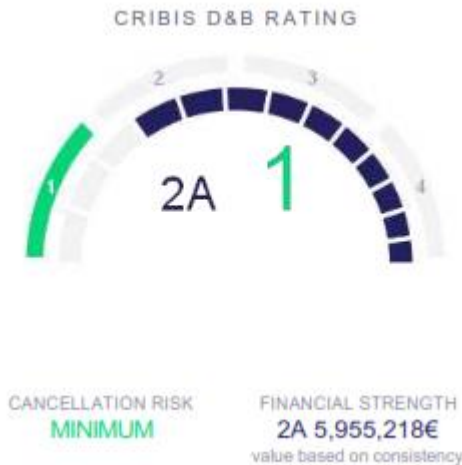 CRIBIS D&B RATING
2
3
1
4
2A 1
CANCELLATION RISK
MINIMUM
FINANCIAL STRENGTH
2A 5,955,218€
value based on consistency